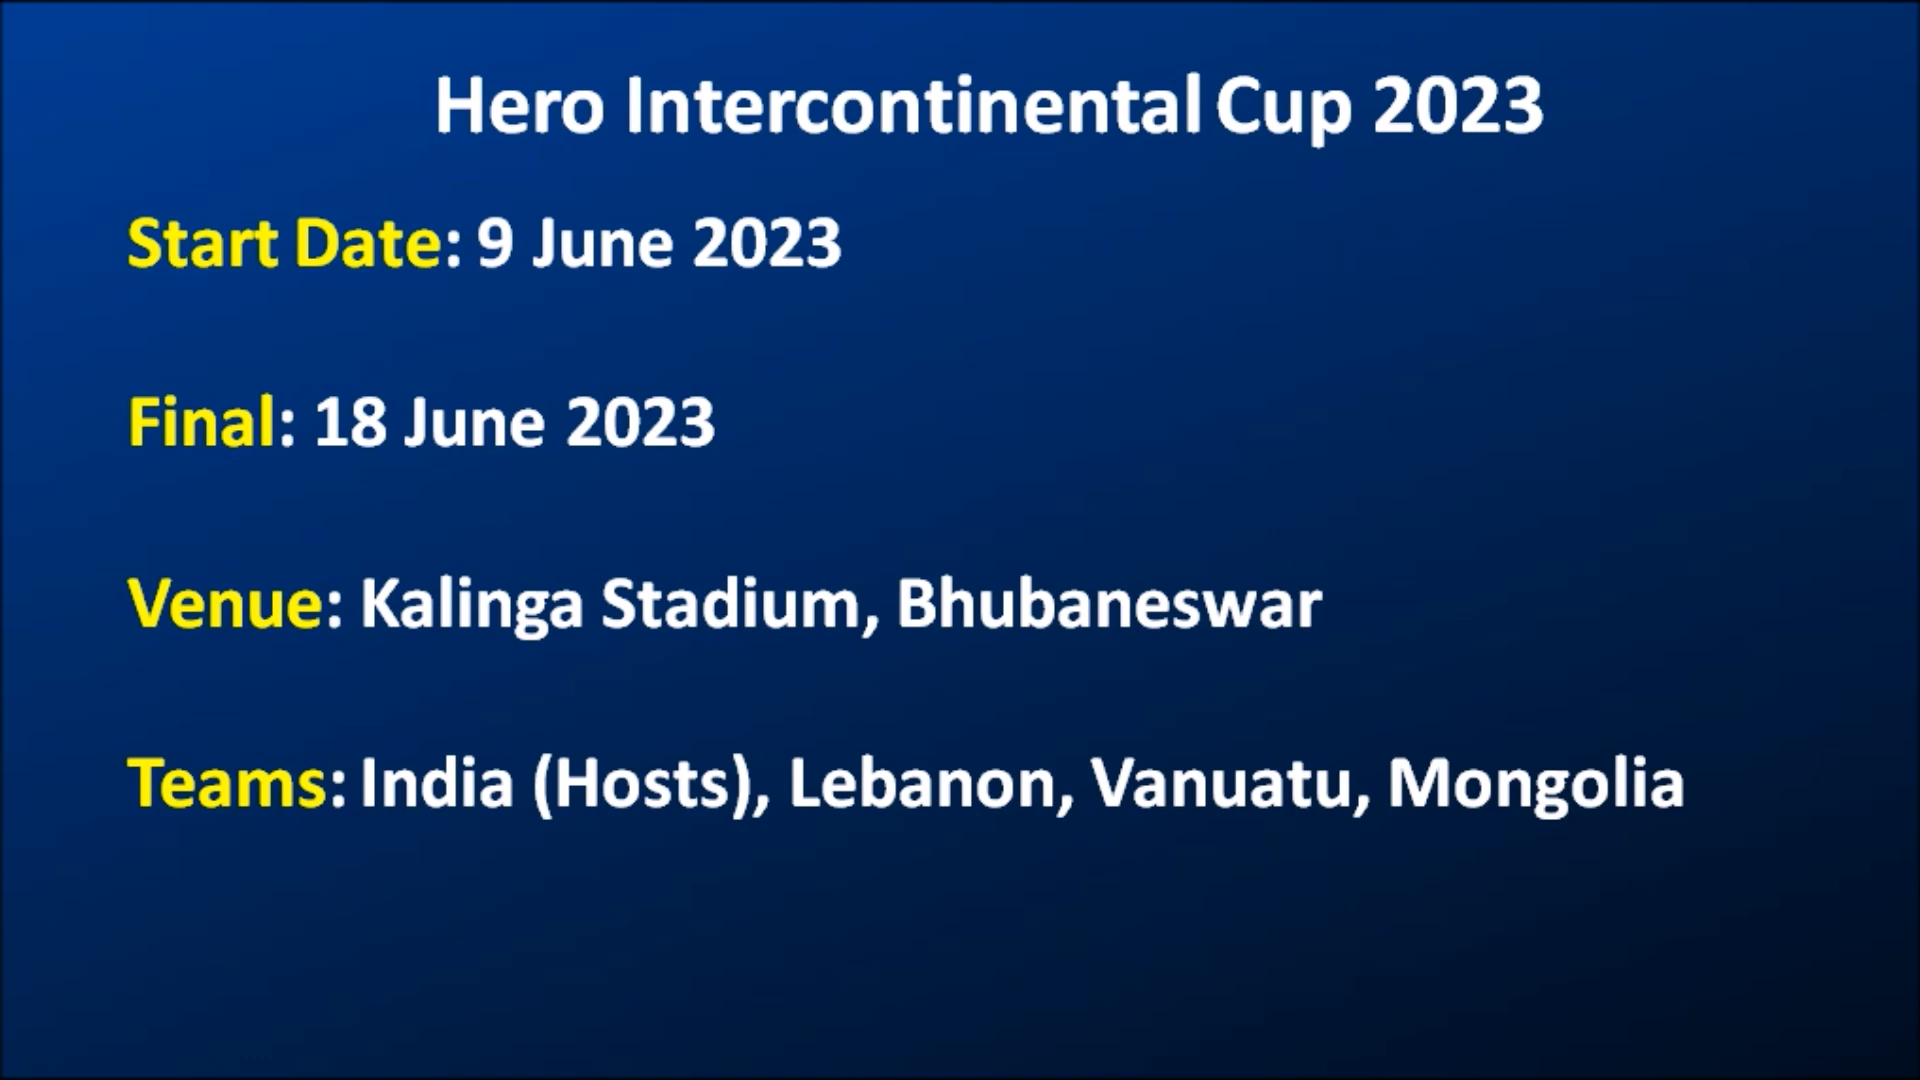 Hero Intercontinental Cup 2023
Start Date: 9 June 2023
Final: 18 June 2023
Venue: Kalinga Stadium, Bhubaneswar
Teams: India (Hosts), Lebanon, Vanuatu, Mongolia